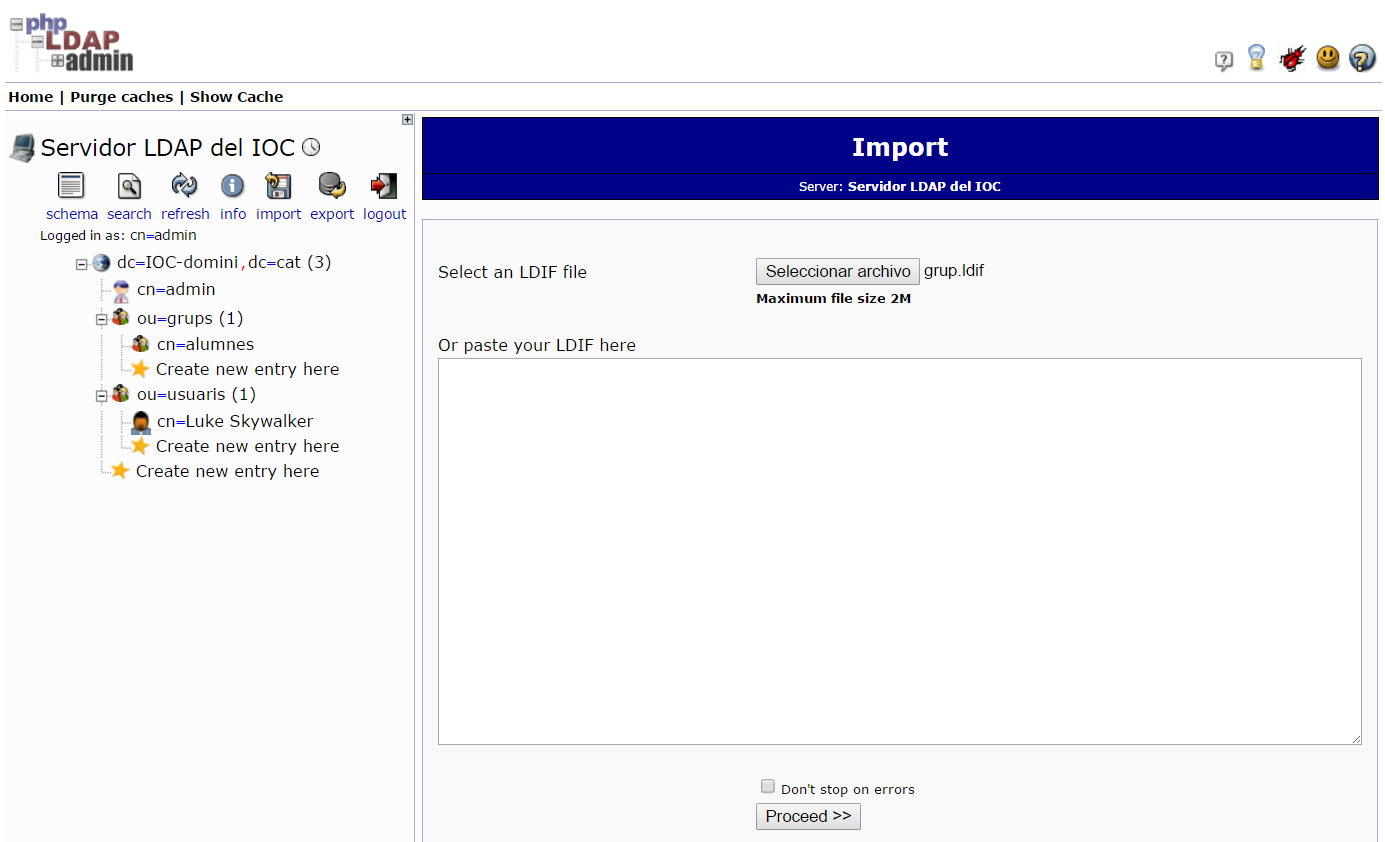 php
LDAP
admin
Home | Purge caches | Show Cache
Servidor LDAP del IOC
schema search refresh info import export logout
Logged in as: cn=admin
dc=IOC-domini,dc=cat (3)
cn=admin
ou=grups (1)
cn=alumnes
Create new entry here
ou=usuaris (1)
cn=Luke Skywalker
Create new entry here
Create new entry here
Import
Server: Servidor LDAP del IOC
Select an LDIF file
Seleccionar archivo grup.ldif
Maximum file size 2M
Or paste your LDIF here
Don't stop on errors
Proceed >>